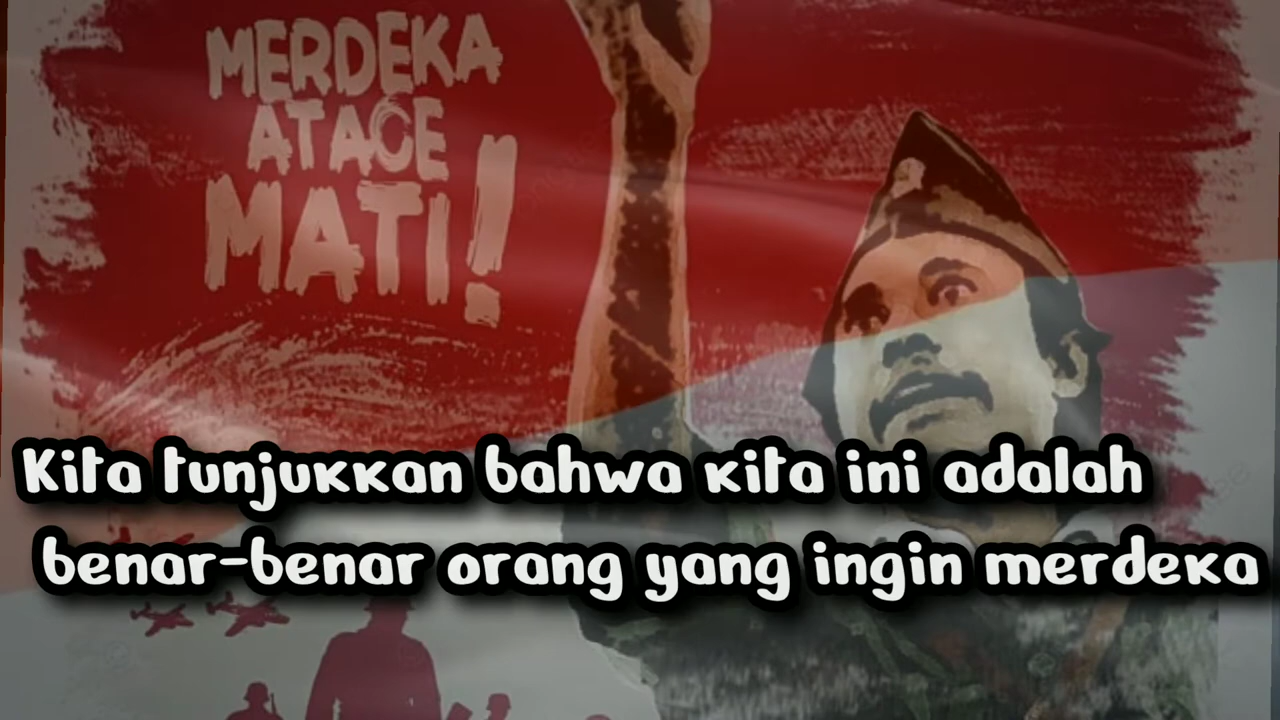 MERDEKA
ATAOE
MATI!
Kita tunjukkan bahwa kita ini adalah
benar-benar orang yang ingin merdeka